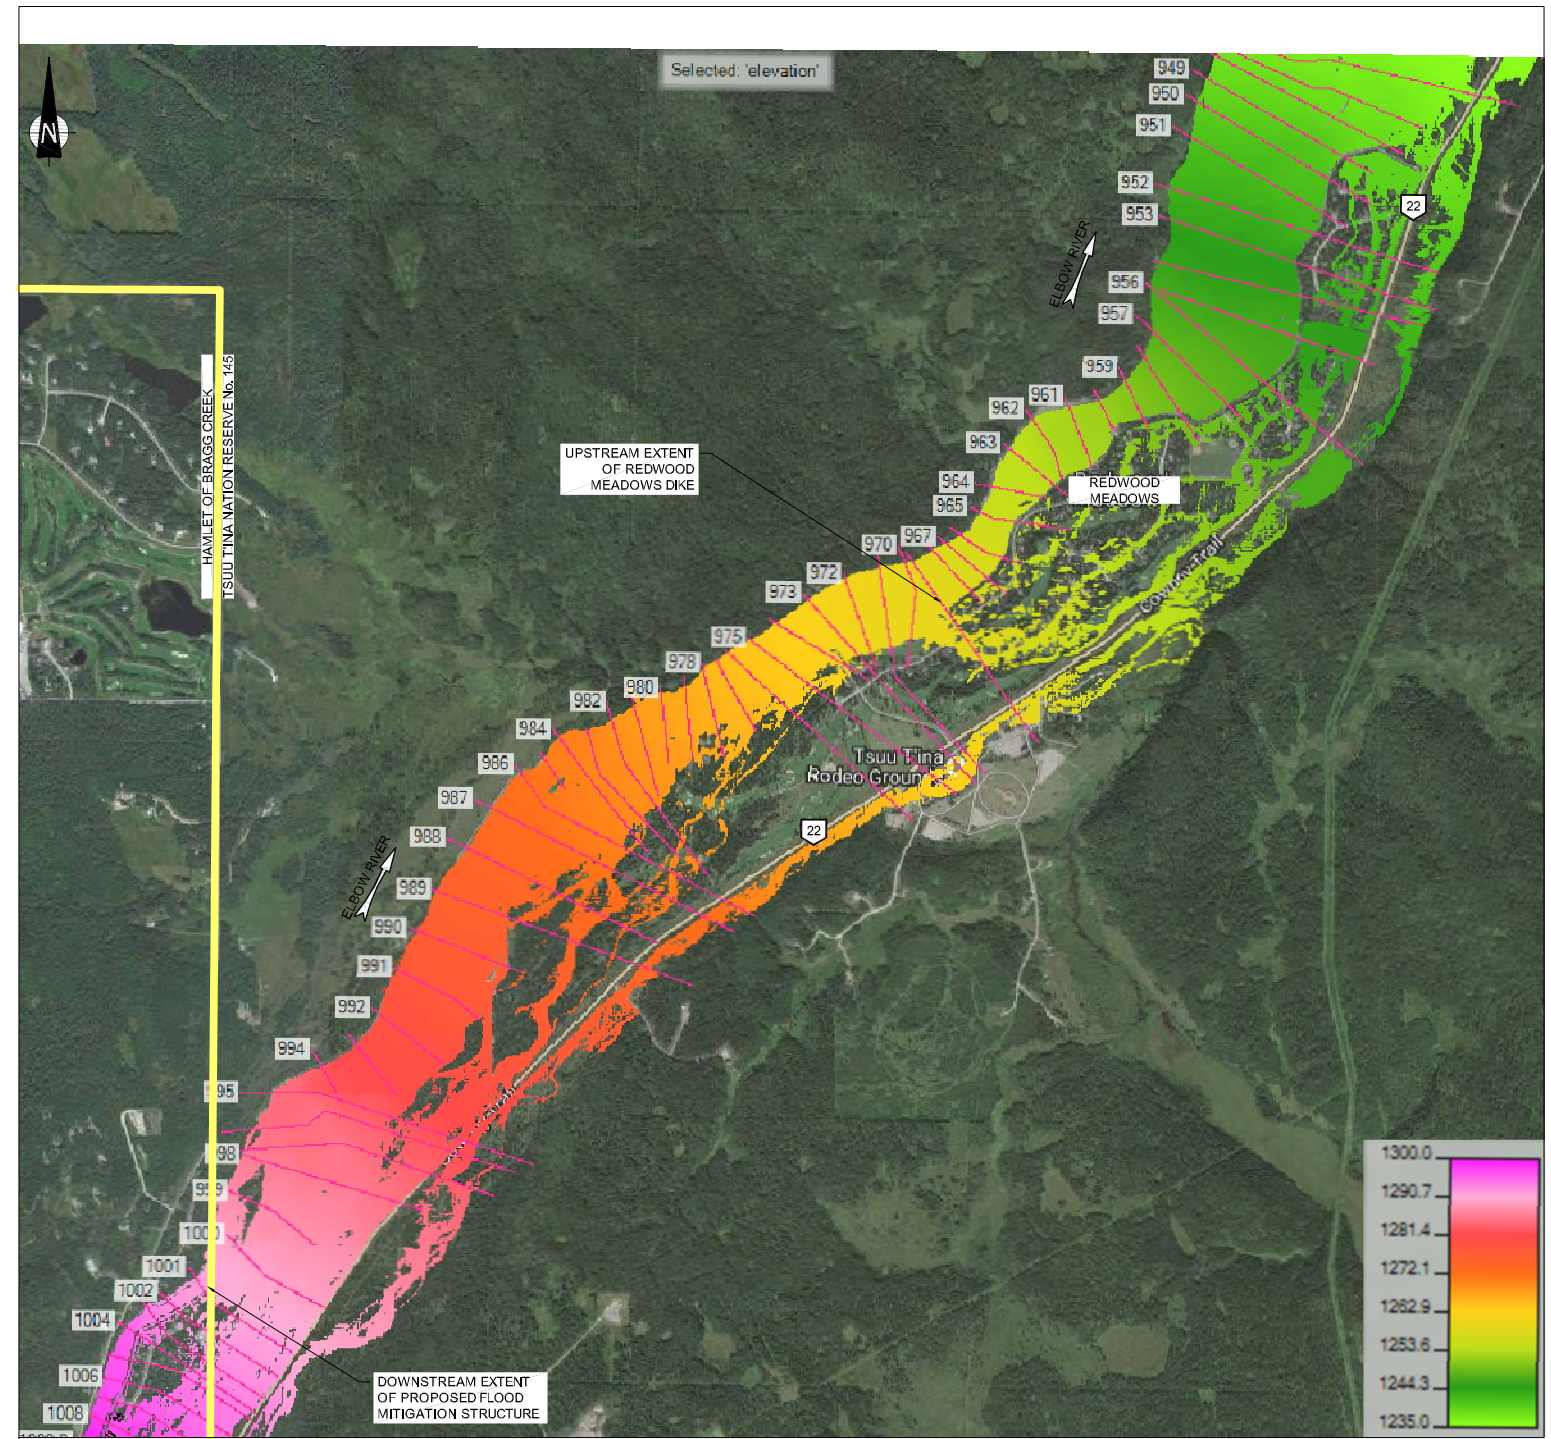 Selected: 'elevation'
N
949
950
951
952
953
956
957
959
961
962
963
964
965
967
970
972
973
975
978
980
982
984
986
987
988
989
990
991
992
994
995
998
999
1000
1001
1002
1004
1006
1008
22
ELBOW RIVER
HAMLET OF BRAGG CREEK
TSUU T'INA NATION RESERVE No. 145
UPSTREAM EXTENT
OF REDWOOD
MEADOWS DIKE
REDWOOD
MEADOWS
Cowboy Trail
Tsuu T'ina
Rodeo Ground
22
ELBOW RIVER
DOWNSTREAM EXTENT
OF PROPOSED FLOOD
MITIGATION STRUCTURE
1300.0
1290.7
1281.4
1272.1
1262.9
1253.6
1244.3
1235.0